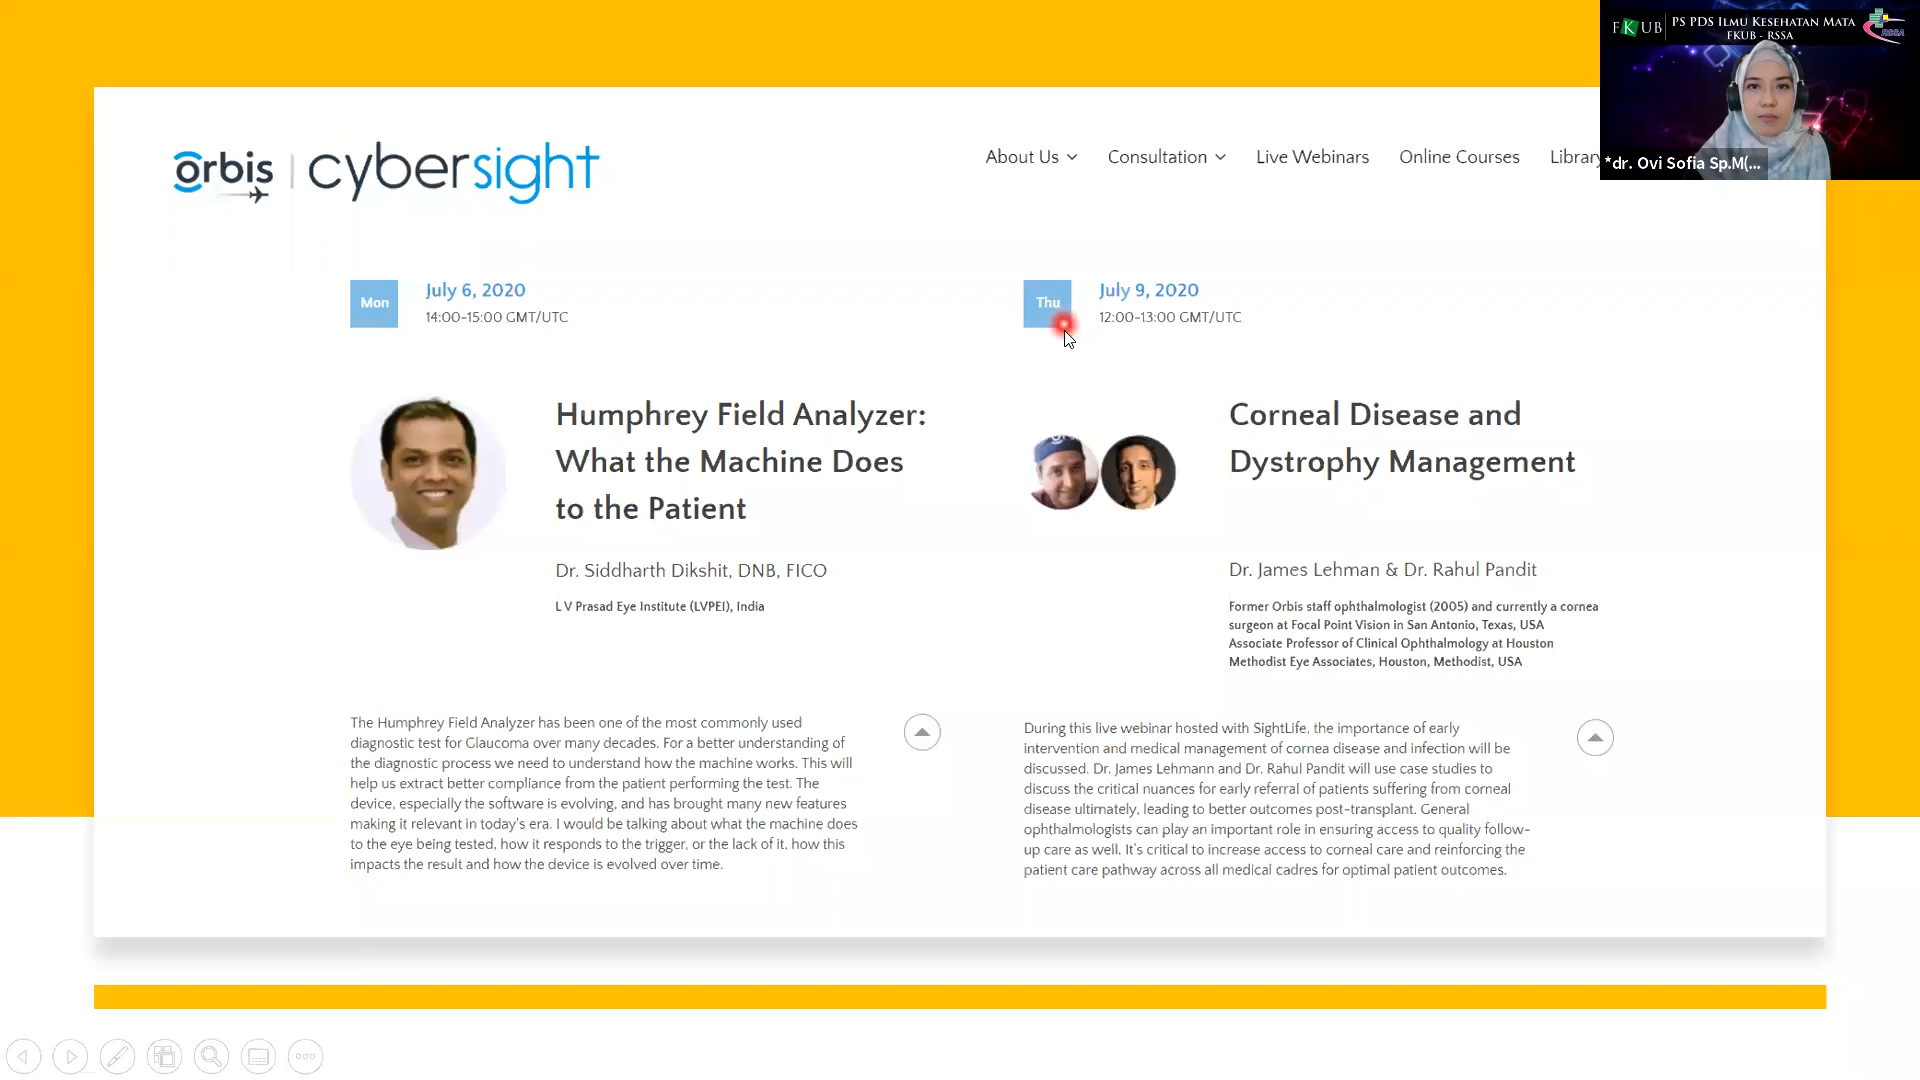 FKUB
PS PDS ILMU KESEHATAN MATA
FKUB - RSSA
RSSA
*dr. Ovi Sofia Sp.M(...
orbis | cybersight
About Us
Consultation
Live Webinars
Online Courses
Library
Mon
July 6, 2020
14:00-15:00 GMT/UTC
Humphrey Field Analyzer:
What the Machine Does
to the Patient
Dr. Siddharth Dikshit, DNB, FICO
L V Prasad Eye Institute (LVPEI), India
The Humphrey Field Analyzer has been one of the most commonly used
diagnostic test for Glaucoma over many decades. For a better understanding of
the diagnostic process we need to understand how the machine works. This will
help us extract better compliance from the patient performing the test. The
device, especially the software is evolving, and has brought many new features
making it relevant in today's era. I would be talking about what the machine does
to the eye being tested, how it responds to the trigger, or the lack of it, how this
impacts the result and how the device is evolved over time.
Thu
July 9, 2020
12:00-13:00 GMT/UTC
Corneal Disease and
Dystrophy Management
Dr. James Lehman & Dr. Rahul Pandit
Former Orbis staff ophthalmologist (2005) and currently a cornea
surgeon at Focal Point Vision in San Antonio, Texas, USA
Associate Professor of Clinical Ophthalmology at Houston
Methodist Eye Associates, Houston, Methodist, USA
During this live webinar hosted with SightLife, the importance of early
intervention and medical management of cornea disease and infection will be
discussed. Dr. James Lehmann and Dr. Rahul Pandit will use case studies to
discuss the critical nuances for early referral of patients suffering from corneal
disease ultimately, leading to better outcomes post-transplant. General
ophthalmologists can play an important role in ensuring access to quality follow-
up care as well. It's critical to increase access to corneal care and reinforcing the
patient care pathway across all medical cadres for optimal patient outcomes.